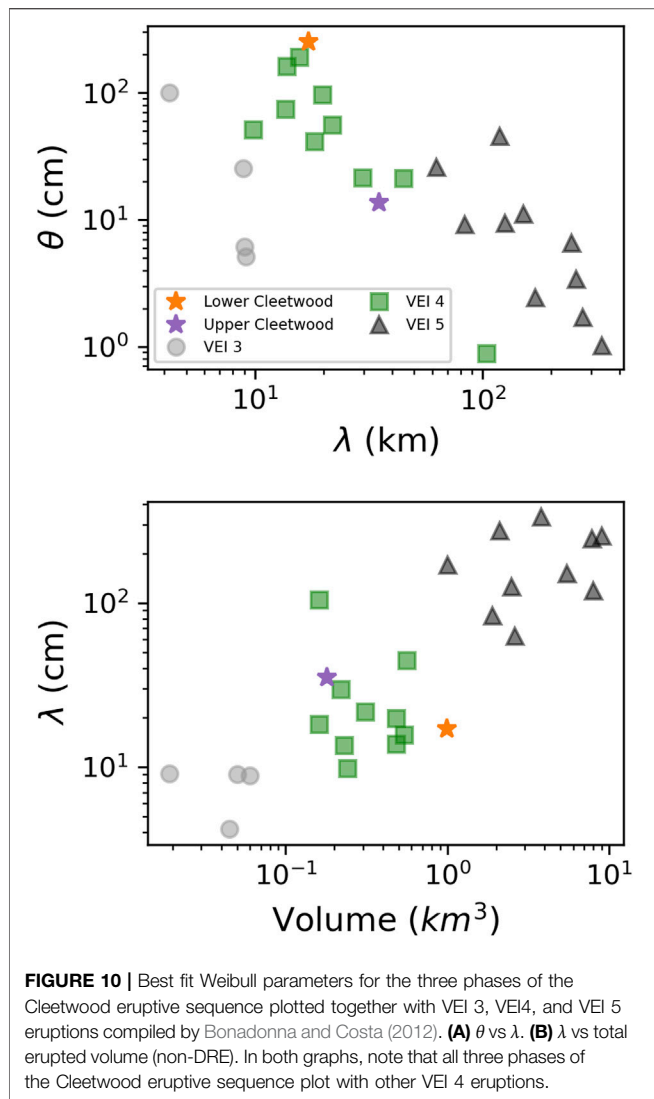 10²
10¹
10⁰
θ (cm)
Lower Cleetwood
Upper Cleetwood
VEI 3
VEI 4
VEI 5
10¹
10²
λ (km)
10²
10¹
λ (cm)
10⁻¹
10⁰
10¹
Volume (km³)
FIGURE 10 | Best fit Weibull parameters for the three phases of the
Cleetwood eruptive sequence plotted together with VEI 3, VEI4, and VEI 5
eruptions compiled by Bonadonna and Costa (2012). (A) θ vs λ. (B) λ vs total
erupted volume (non-DRE). In both graphs, note that all three phases of
the Cleetwood eruptive sequence plot with other VEI 4 eruptions.